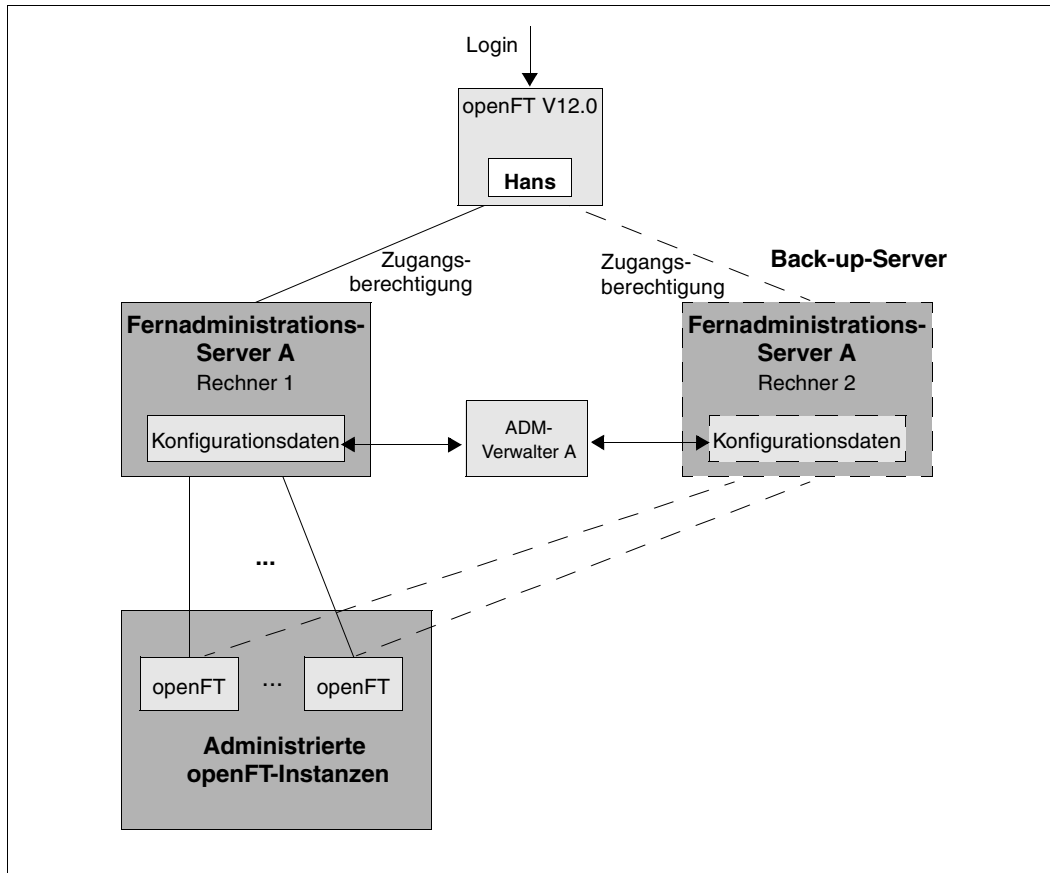 Login
openFT V12.0
Hans
Zugangs-
berechtigung
Zugangs-
berechtigung
Back-up-Server
Fernadministrations-
Server A
Rechner 1
Konfigurationsdaten
ADM-
Verwalter A
Fernadministrations-
Server A
Rechner 2
Konfigurationsdaten
...
openFT
...
openFT
Administrierte
openFT-Instanzen